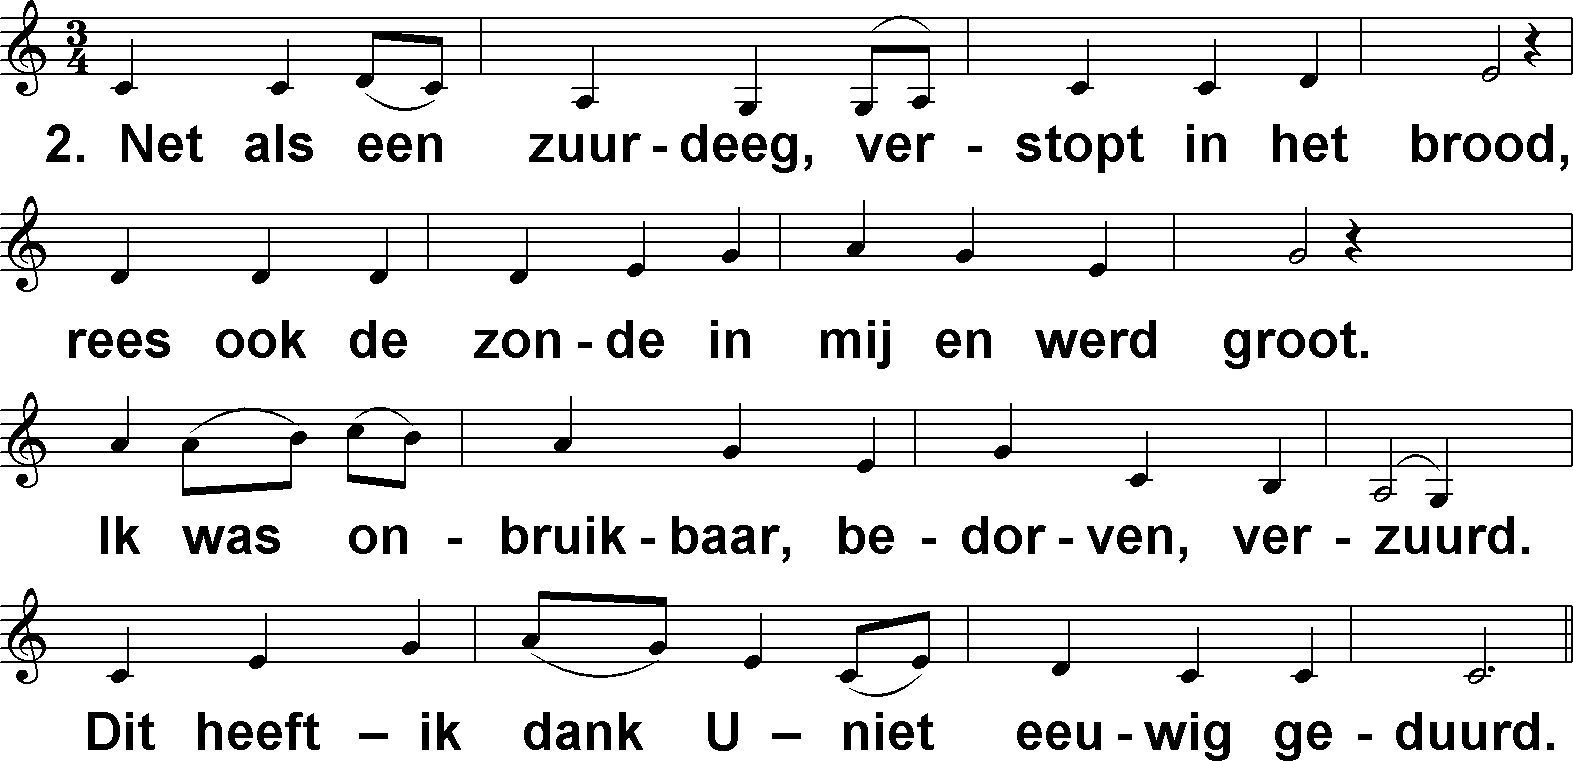 2. Net als een zuur - deeg, ver - stopt in het brood,
rees ook de zon - de in mij en werd groot.
Ik was on - bruik - baar, be - dor - ven, ver - zuurd.
Dit heeft – ik dank U – niet eeu - wig ge - duurd.